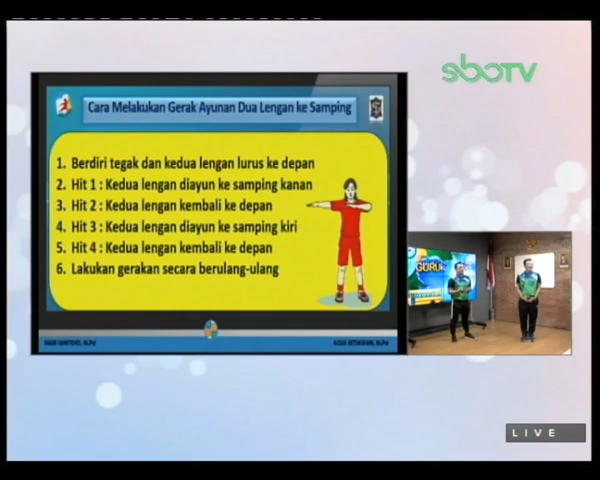 sboTV
Cara Melakukan Gerak Ayunan Dua Lengan ke Samping
1. Berdiri tegak dan kedua lengan lurus ke depan
2. Hit 1 : Kedua lengan diayun ke samping kanan
3. Hit 2 : Kedua lengan kembali ke depan
4. Hit 3 : Kedua lengan diayun ke samping kiri
5. Hit 4 : Kedua lengan kembali ke depan
6. Lakukan gerakan secara berulang-ulang
GURUku
LIVE